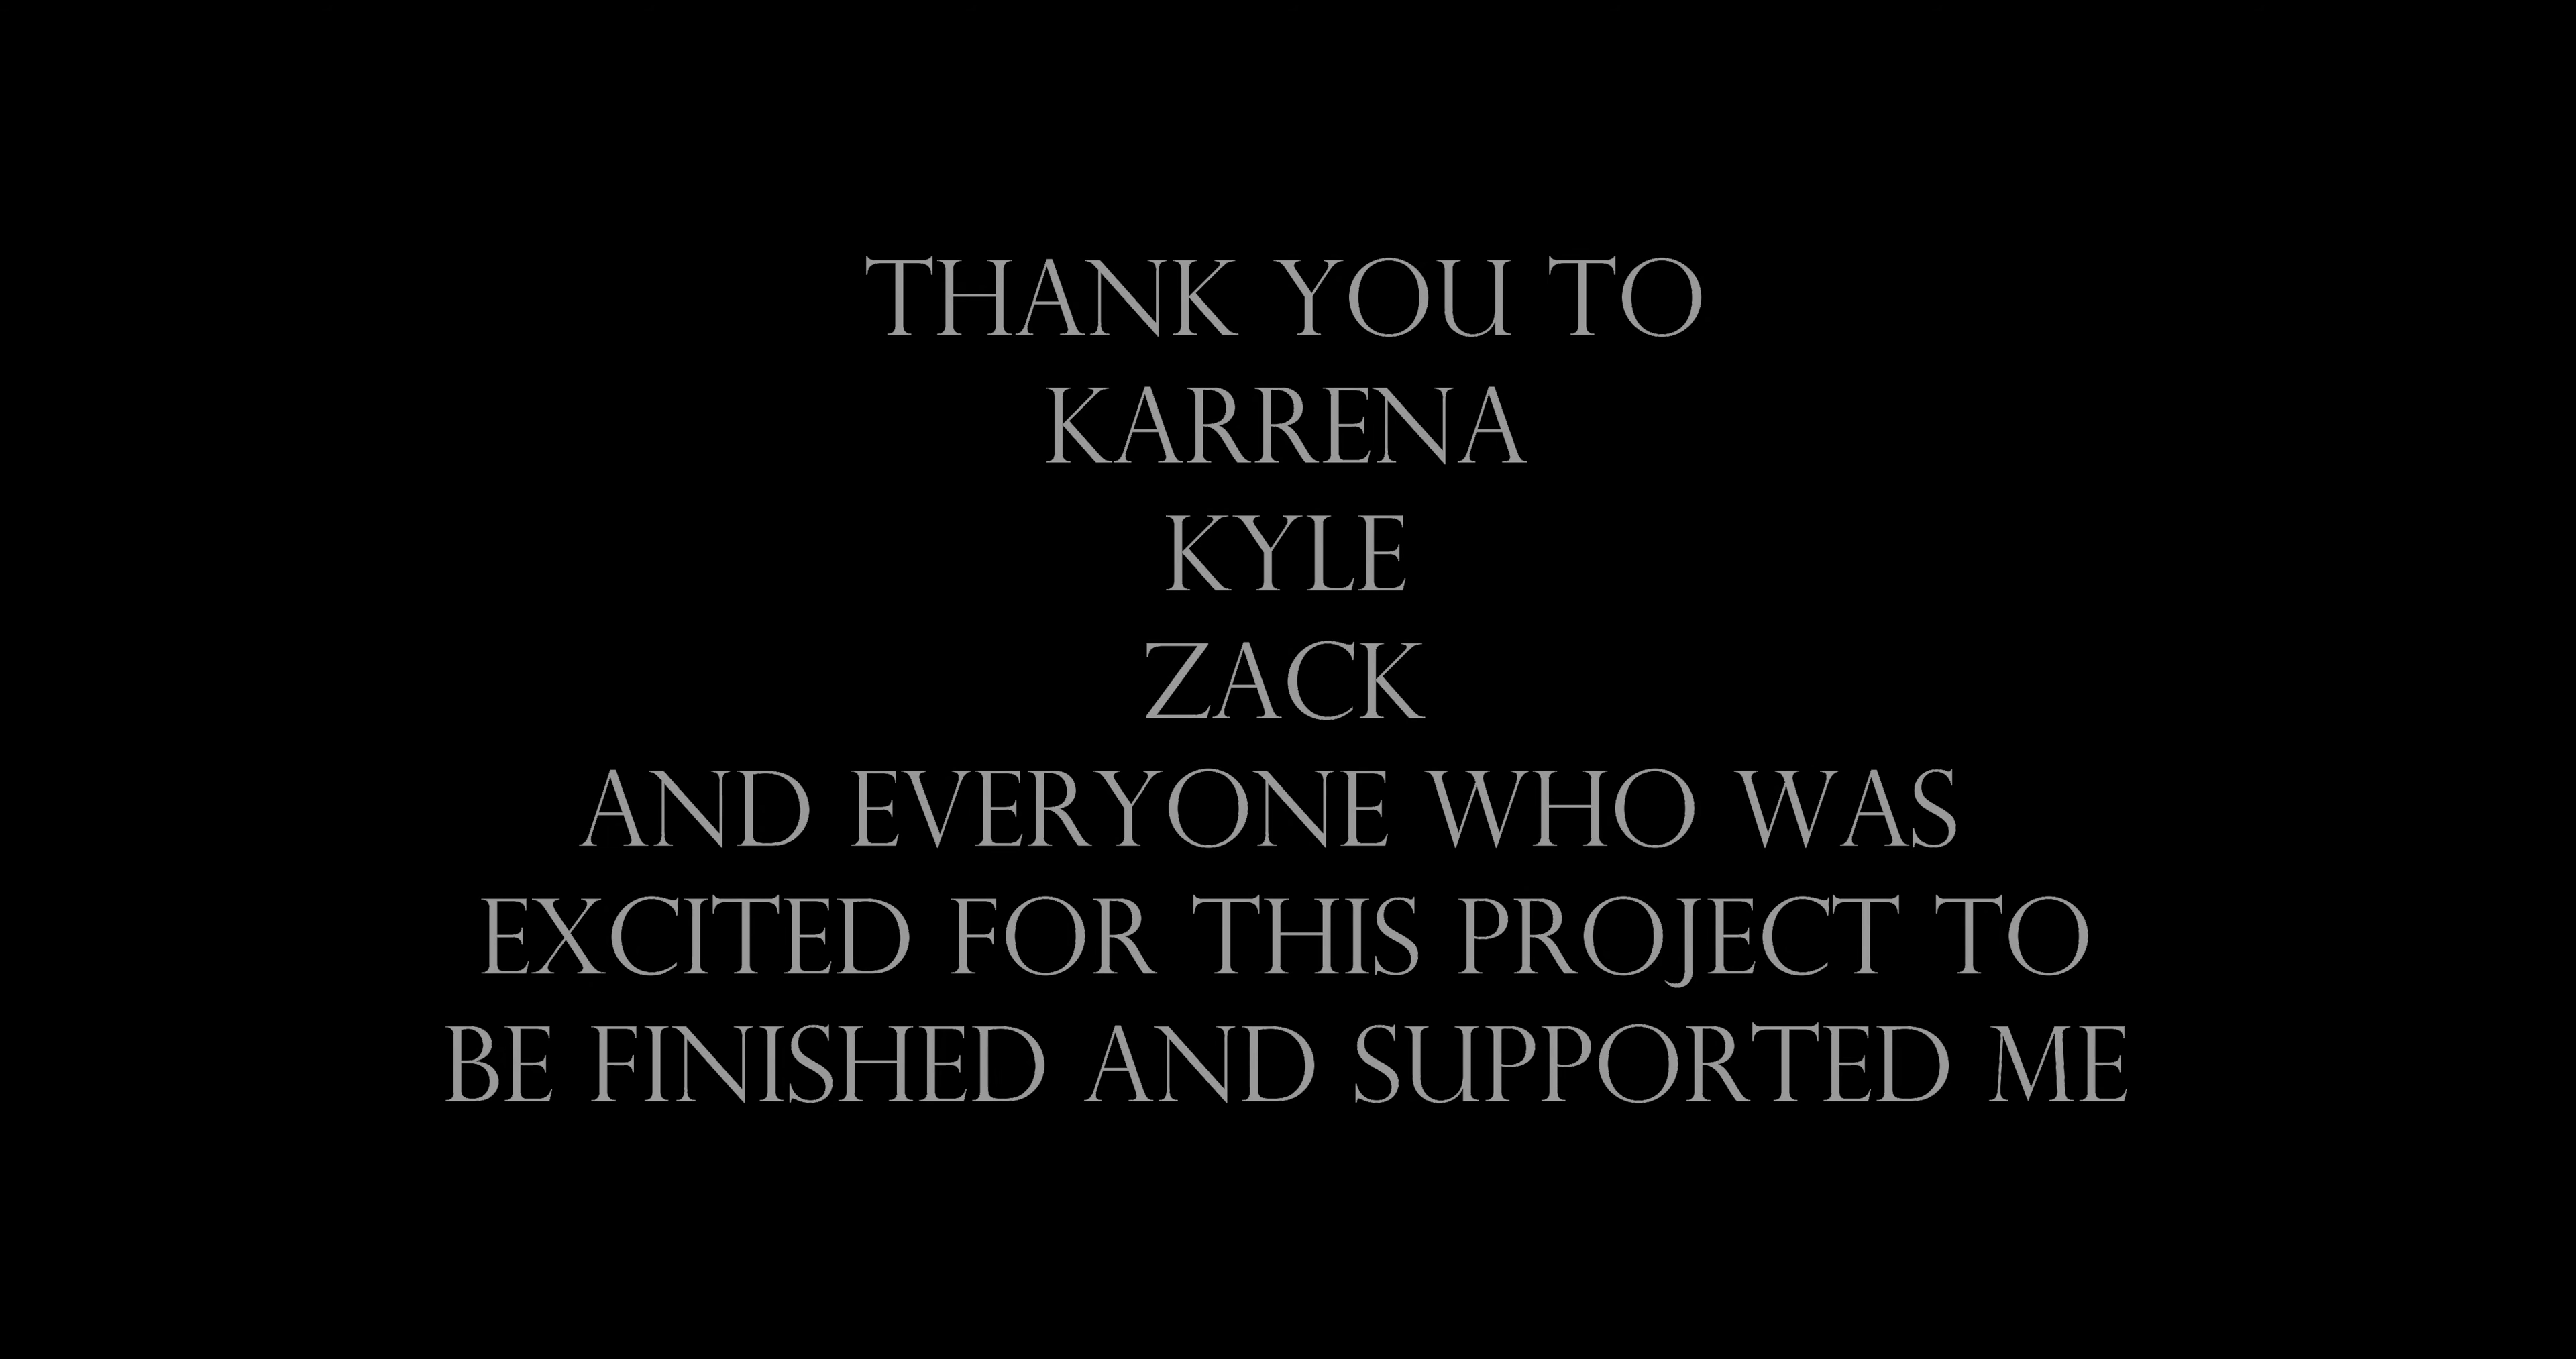 THANK YOU TO
KARRENA
KYLE
ZACK
AND EVERYONE WHO WAS
EXCITED FOR THIS PROJECT TO
BE FINISHED AND SUPPORTED ME